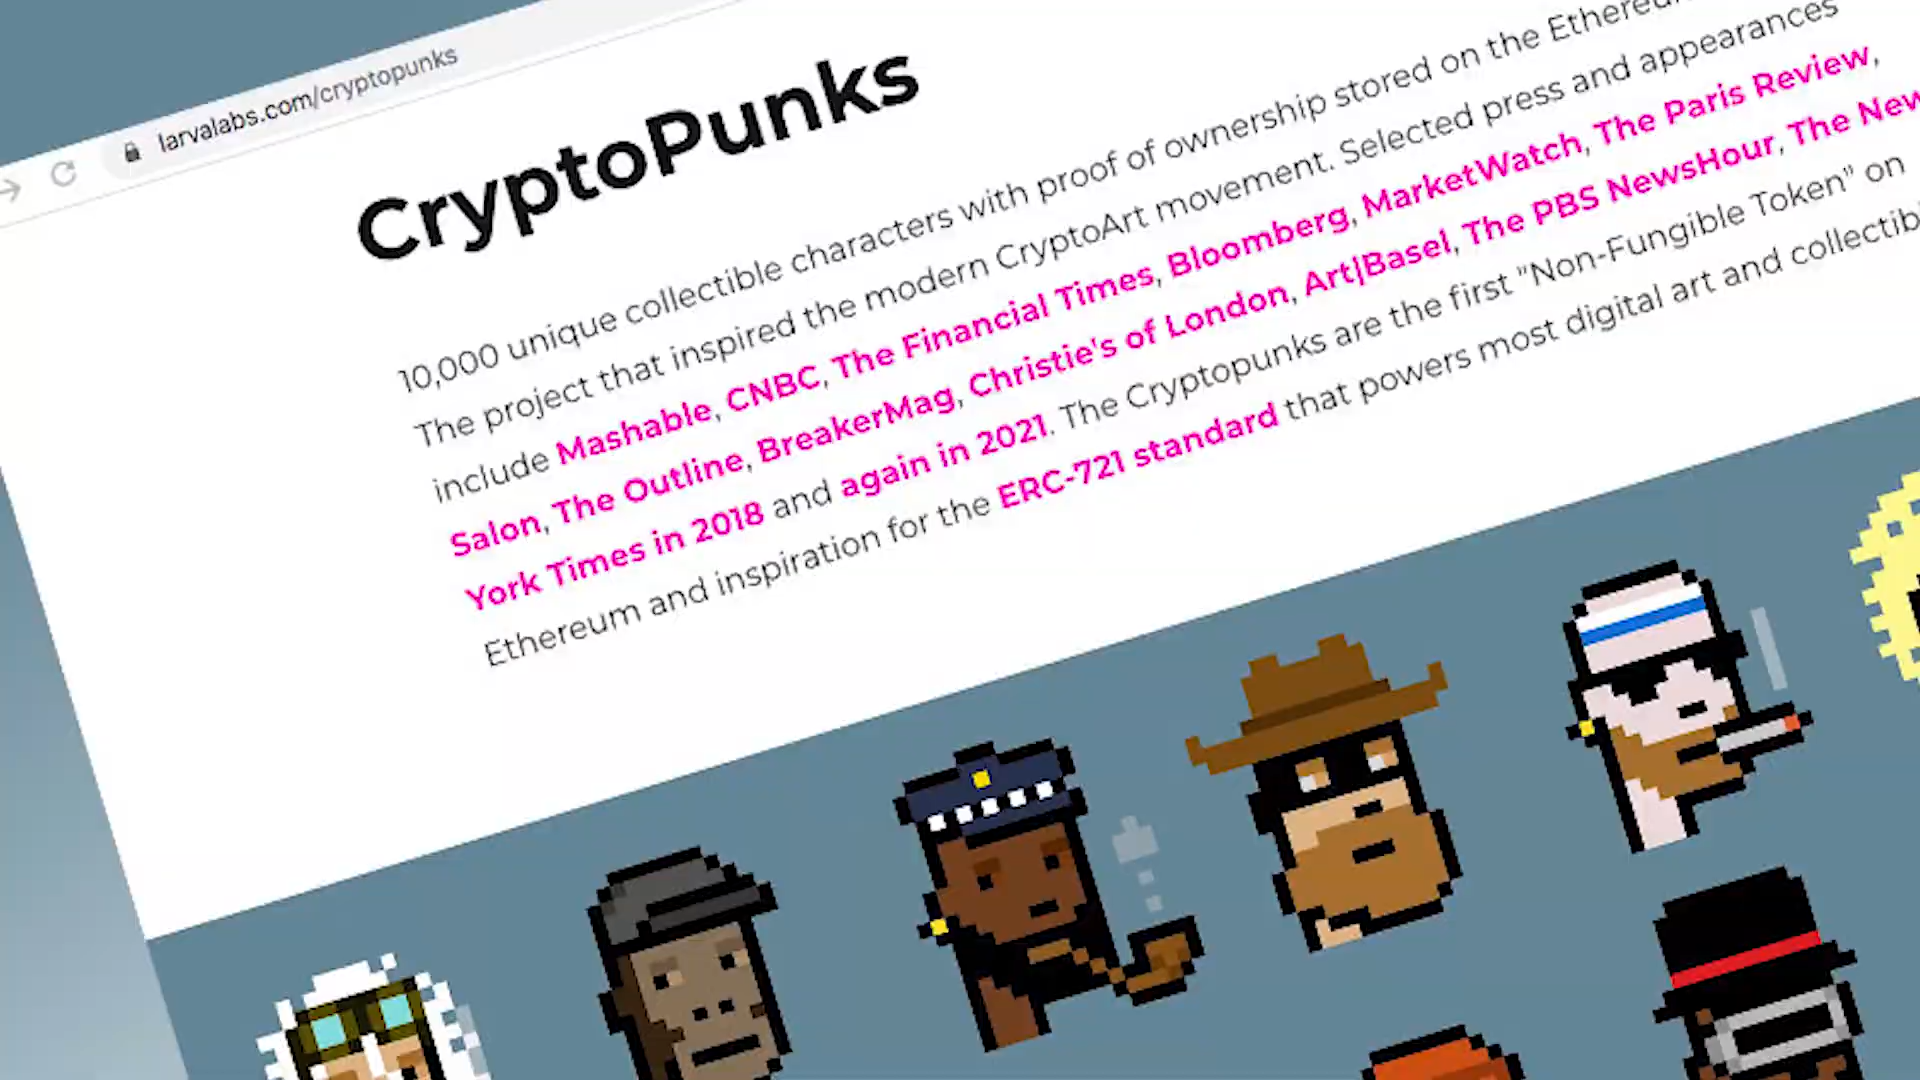 larvalabs.com/cryptopunks
CryptoPunks
10,000 unique collectible characters with proof of ownership stored on the
The project that inspired the modern CryptoArt movement. Selected press and appearances
include Mashable, CNBC, The Financial Times, Bloomberg, MarketWatch, The Paris Review,
Salon, The Outline, BreakerMag, Christie's of London, Art|Basel, The PBS NewsHour, The New
York Times in 2018 and again in 2021. The Cryptopunks are the first "Non-Fungible Token" on
Ethereum and inspiration for the ERC-721 standard that powers most digital art and